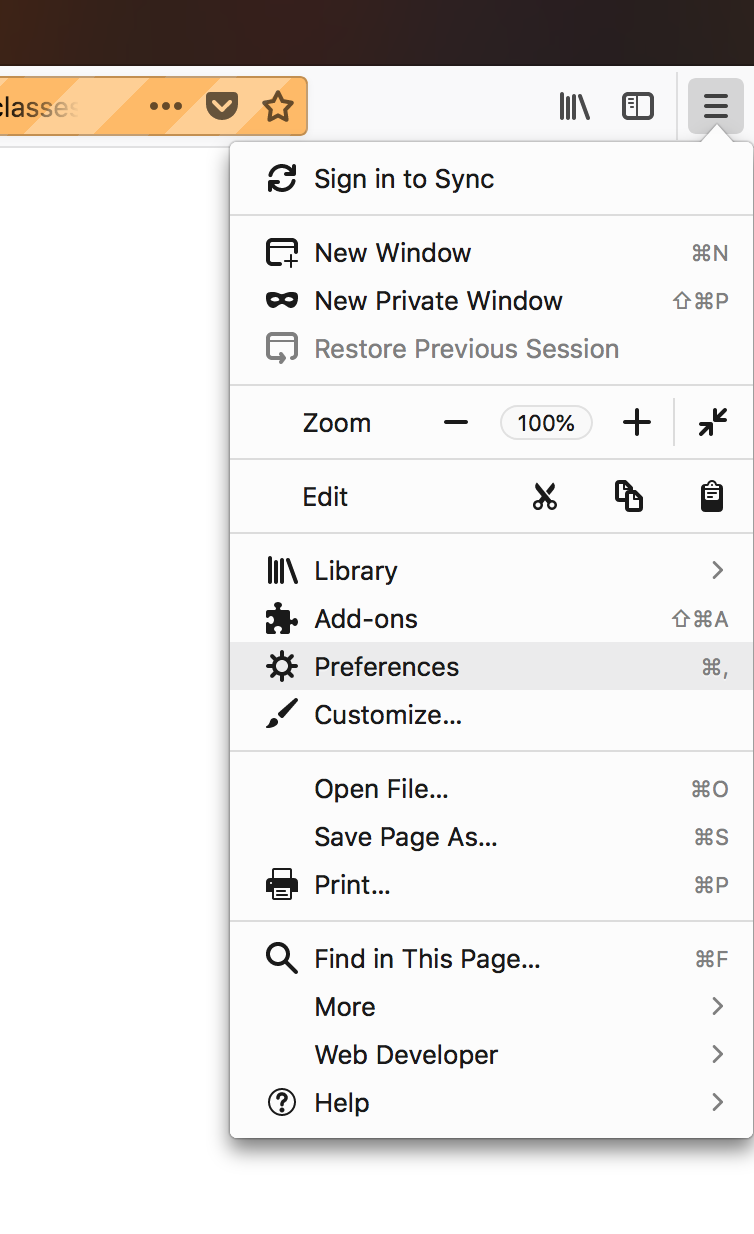 classes
Sign in to Sync
New Window ⌘N
New Private Window ⇧⌘P
Restore Previous Session
Zoom 100%
Edit
Library
Add-ons ⇧⌘A
Preferences ⌘,
Customize...
Open File... ⌘O
Save Page As... ⌘S
Print... ⌘P
Find in This Page... ⌘F
More
Web Developer
Help